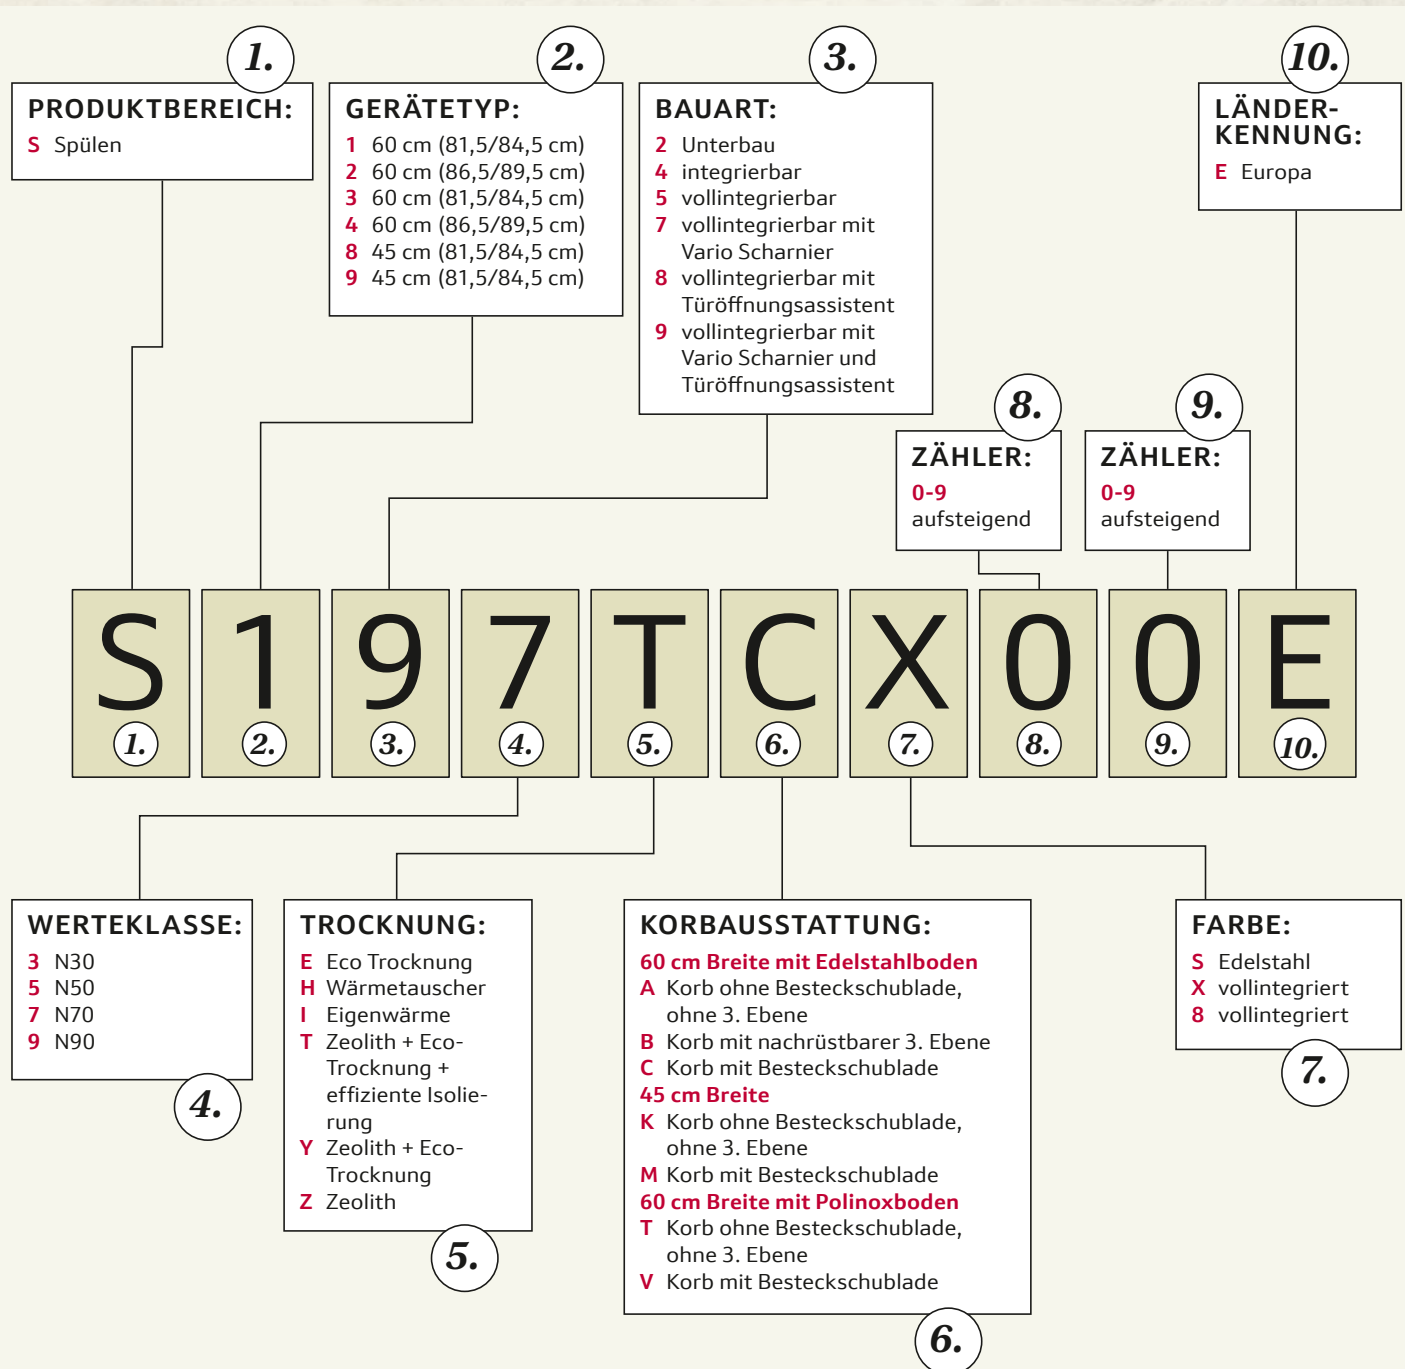 1.
PRODUKTBEREICH:
S Spülen
2.
GERÄTETYP:
1 60 cm (81,5/84,5 cm)
2 60 cm (86,5/89,5 cm)
3 60 cm (81,5/84,5 cm)
4 60 cm (86,5/89,5 cm)
8 45 cm (81,5/84,5 cm)
9 45 cm (81,5/84,5 cm)
3.
BAUART:
2 Unterbau
4 integrierbar
5 vollintegrierbar
7 vollintegrierbar mit
Vario Scharnier
8 vollintegrierbar mit
Türöffnungsassistent
9 vollintegrierbar mit
Vario Scharnier und
Türöffnungsassistent
10.
LÄNDER-
KENNUNG:
E Europa
8.
ZÄHLER:
0-9
aufsteigend
9.
ZÄHLER:
0-9
aufsteigend
S 1 9 7 T C X 0 0 E
1. 2. 3. 4. 5. 6. 7. 8. 9. 10.
WERTEKLASSE:
3 N30
5 N50
7 N70
9 N90
4.
TROCKNUNG:
E Eco Trocknung
H Wärmetauscher
I Eigenwärme
T Zeolith + Eco-
Trocknung +
effiziente Isolie-
rung
Y Zeolith + Eco-
Trocknung
Z Zeolith
5.
KORBAUSSTATTUNG:
60 cm Breite mit Edelstahlboden
A Korb ohne Besteckschublade,
ohne 3. Ebene
B Korb mit nachrüstbarer 3. Ebene
C Korb mit Besteckschublade
45 cm Breite
K Korb ohne Besteckschublade,
ohne 3. Ebene
M Korb mit Besteckschublade
60 cm Breite mit Polinoxboden
T Korb ohne Besteckschublade,
ohne 3. Ebene
V Korb mit Besteckschublade
6.
FARBE:
S Edelstahl
X vollintegriert
8 vollintegriert
7.